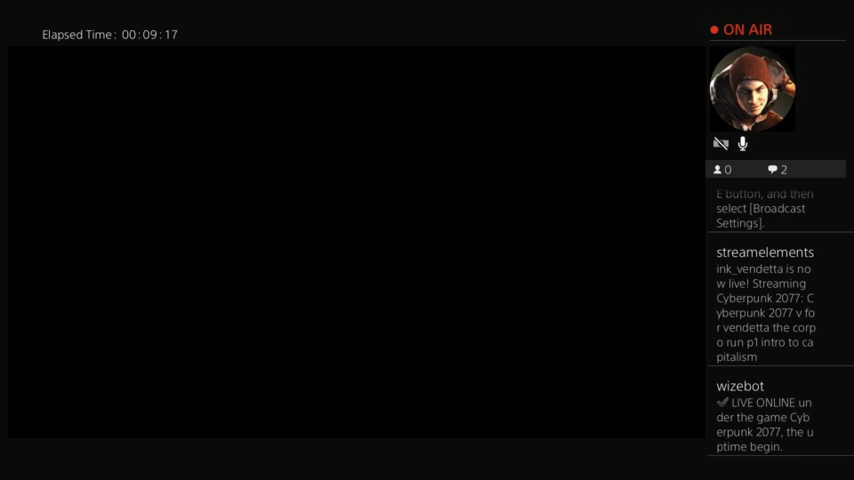 Elapsed Time: 00:09:17
ON AIR
0
2
E button, and then
select [Broadcast
Settings].
streamelements
ink_vendetta is no
w live! Streaming
Cyberpunk 2077: C
yberpunk 2077 v fo
r vendetta the corp
o run p1 intro to ca
pitalism
wizebot
✅ LIVE ONLINE un
der the game Cyb
erpunk 2077, the u
ptime begin.